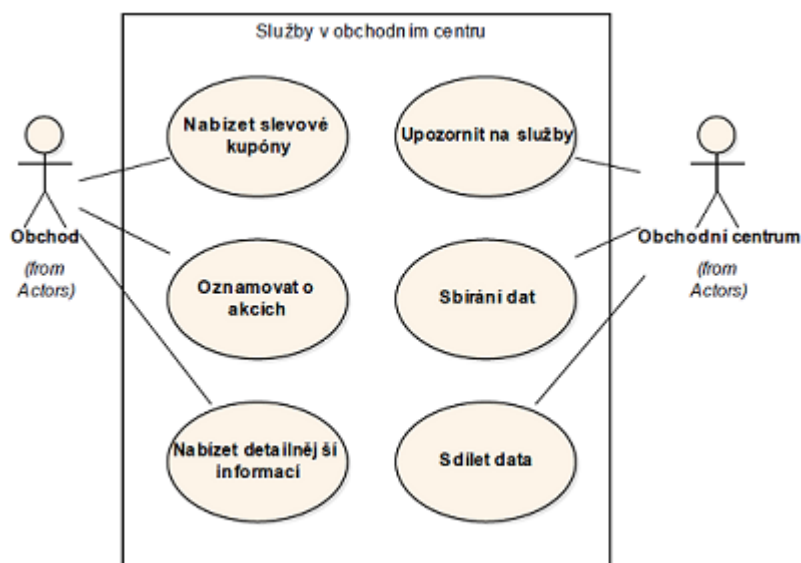 Služby v obchodním centru
Nabízet slevové
kupóny
Upozornit na služby
Obchod
(from
Actors)
Obchodní centrum
(from
Actors)
Oznamovat o
akcích
Sbírání dat
Nabízet detailnější
informací
Sdílet data